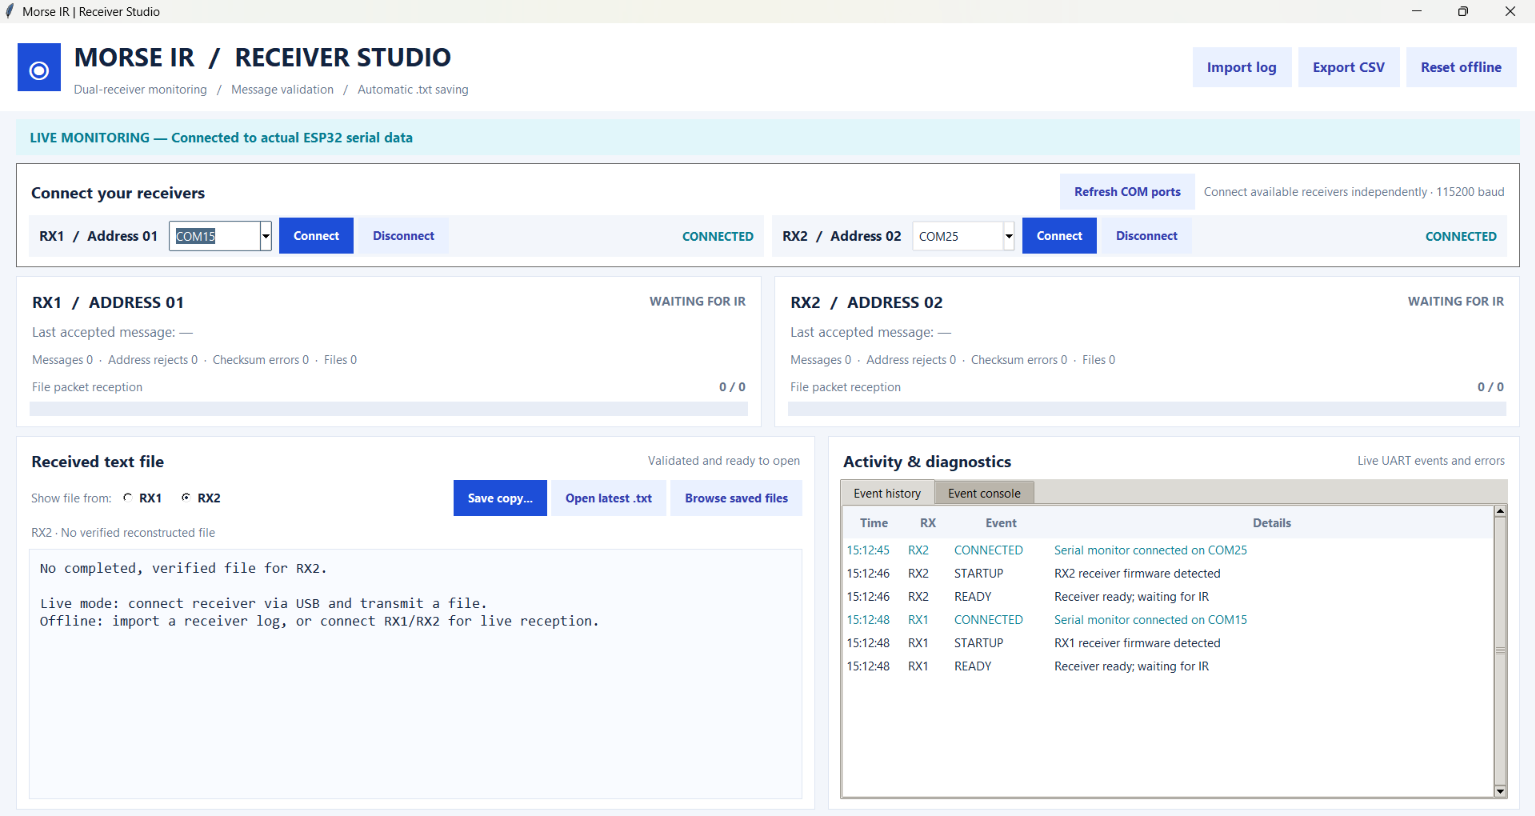 Morse IR | Receiver Studio
MORSE IR / RECEIVER STUDIO
Dual-receiver monitoring / Message validation / Automatic .txt saving
Import log
Export CSV
Reset offline
LIVE MONITORING — Connected to actual ESP32 serial data
Connect your receivers
Refresh COM ports
Connect available receivers independently · 115200 baud
RX1 / Address 01 COM15 Connect Disconnect CONNECTED
RX2 / Address 02 COM25 Connect Disconnect CONNECTED
RX1 / ADDRESS 01 WAITING FOR IR
Last accepted message: —
Messages 0 · Address rejects 0 · Checksum errors 0 · Files 0
File packet reception 0 / 0
RX2 / ADDRESS 02 WAITING FOR IR
Last accepted message: —
Messages 0 · Address rejects 0 · Checksum errors 0 · Files 0
File packet reception 0 / 0
Received text file Validated and ready to open
Show file from: RX1 RX2 Save copy... Open latest .txt Browse saved files
RX2 · No verified reconstructed file
No completed, verified file for RX2.
Live mode: connect receiver via USB and transmit a file.
Offline: import a receiver log, or connect RX1/RX2 for live reception.
Activity & diagnostics Live UART events and errors
Event history Event console
Time RX Event Details
15:12:45 RX2 CONNECTED Serial monitor connected on COM25
15:12:46 RX2 STARTUP RX2 receiver firmware detected
15:12:46 RX2 READY Receiver ready; waiting for IR
15:12:48 RX1 CONNECTED Serial monitor connected on COM15
15:12:48 RX1 STARTUP RX1 receiver firmware detected
15:12:48 RX1 READY Receiver ready; waiting for IR